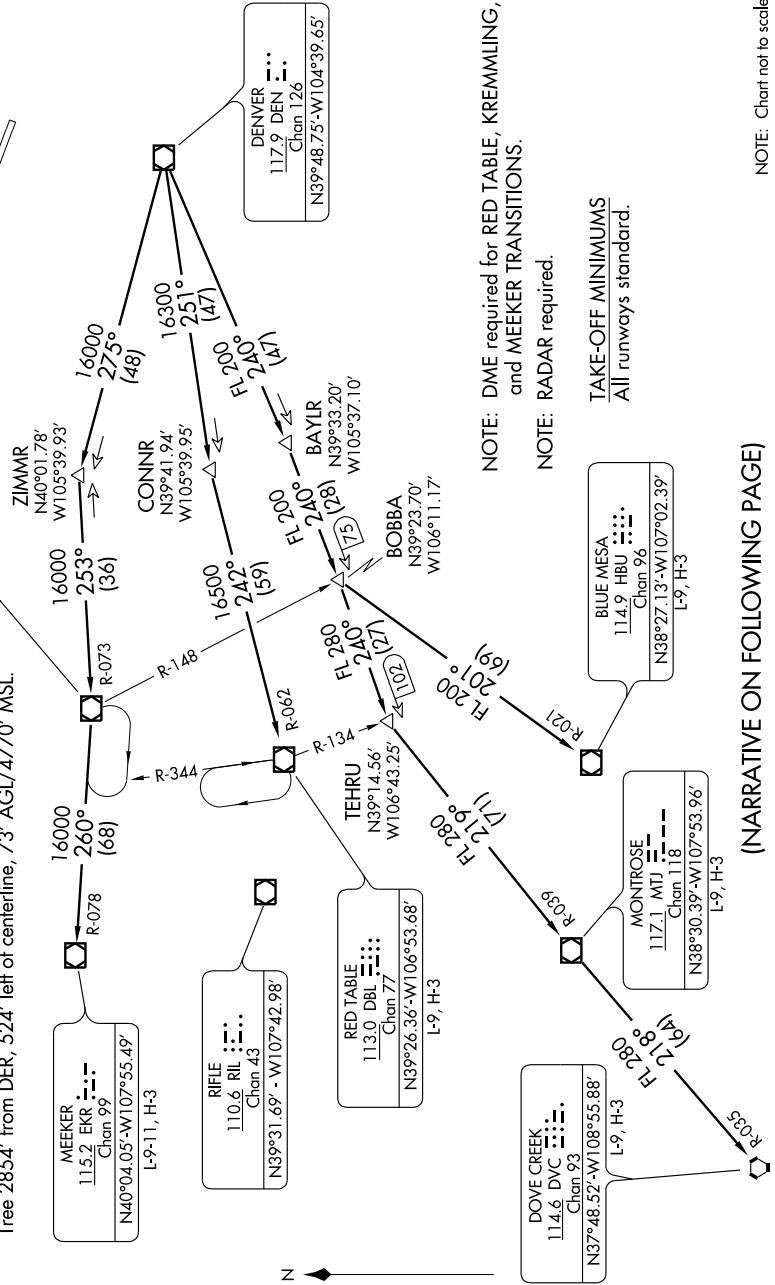 Tree 2854' from DER, 524' left of centerline, 73' AGL/4770' MSL.
MEEKER
115.2 EKR
Chan 99
N40°04.05'-W107°55.49'
L-9-11, H-3
R-078
16000
260°
(68)
R-073
16000
253°
(36)
ZIMMR
N40°01.78'
W105°39.93'
16000
275°
(48)
DENVER
117.9 DEN
Chan 126
N39°48.75'-W104°39.65'
16300
251°
(47)
CONNR
N39°41.94'
W105°39.95'
16500
242°
(59)
R-062
FL 200
240°
(47)
BAYLR
N39°33.20'
W105°37.10'
FL 200
240°
(28)
75
BOBBA
N39°23.70'
W106°11.17'
R-148
R-344
R-134
RIFLE
110.6 RIL
Chan 43
N39°31.69' - W107°42.98'
RED TABLE
113.0 DBL
Chan 77
N39°26.36'-W106°53.68'
L-9, H-3
FL 280
240°
(27)
102
TEHRU
N39°14.56'
W106°43.25'
FL 200
201°
(69)
R-021
BLUE MESA
114.9 HBU
Chan 96
N38°27.13'-W107°02.39'
L-9, H-3
FL 280
219°
(71)
R-039
MONTROSE
117.1 MTJ
Chan 118
N38°30.39'-W107°53.96'
L-9, H-3
FL 280
218°
(64)
R-035
DOVE CREEK
114.6 DVC
Chan 93
N37°48.52'-W108°55.88'
L-9, H-3
N
NOTE: DME required for RED TABLE, KREMMLING,
and MEEKER TRANSITIONS.
NOTE: RADAR required.
TAKE-OFF MINIMUMS
All runways standard.
(NARRATIVE ON FOLLOWING PAGE)
NOTE: Chart not to scale